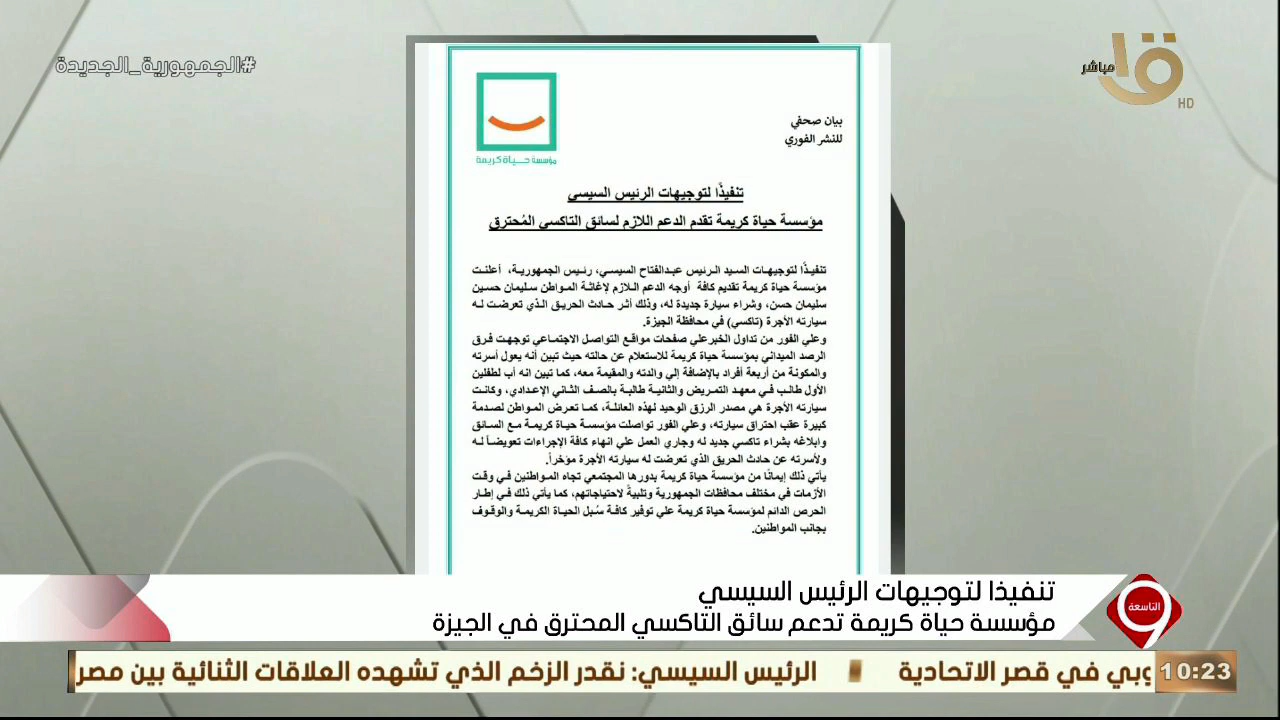 #الجمهورية_الجديدة
مباشر
HD
مؤسسة حياة كريمة
بيان صحفي
للنشر الفوري
تنفيذًا لتوجيهات الرئيس السيسي
مؤسسة حياة كريمة تقدم الدعم اللازم لسائق التاكسي المُحترق
تنفيذًا لتوجيهات السيد الرئيس عبدالفتاح السيسي، رئيس الجمهورية، أعلنت
مؤسسة حياة كريمة تقديم كافة أوجه الدعم اللازم لإغاثة المواطن سليمان حسين
سليمان حسن، وشراء سيارة جديدة له، وذلك أثر حادث الحريق الذي تعرضت له
سيارته الأجرة (تاكسي) في محافظة الجيزة.
وعلي الفور من تداول الخبرعلي صفحات مواقع التواصل الاجتماعي توجهت فرق
الرصد الميداني بمؤسسة حياة كريمة للاستعلام عن حالته حيث تبين أنه يعول أسرته
والمكونة من أربعة أفراد بالإضافة إلي والدته والمقيمة معه، كما تبين انه أب لطفلين
الأول طالب في معهد التمريض والثانية طالبة بالصف الثاني الإعدادي، وكانت
سيارته الأجرة هي مصدر الرزق الوحيد لهذه العائلة، كما تعرض المواطن لصدمة
كبيرة عقب احتراق سيارته، وعلي الفور تواصلت مؤسسة حياة كريمة مع السائق
وابلاغه بشراء تاكسي جديد له وجاري العمل علي انهاء كافة الإجراءات تعويضاً له
ولأسرته عن حادث الحريق الذي تعرضت له سيارته الأجرة مؤخراً.
يأتي ذلك إيمانًا من مؤسسة حياة كريمة بدورها المجتمعي تجاه المواطنين في وقت
الأزمات في مختلف محافظات الجمهورية وتلبيةً لاحتياجاتهم، كما يأتي ذلك في إطار
الحرص الدائم لمؤسسة حياة كريمة علي توفير كافة سُبل الحياة الكريمة والوقوف
بجانب المواطنين.
تنفيذا لتوجيهات الرئيس السيسي
مؤسسة حياة كريمة تدعم سائق التاكسي المحترق في الجيزة
التاسعة
9
وبي في قصر الاتحادية
الرئيس السيسي: نقدر الزخم الذي تشهده العلاقات الثنائية بين مصر
10:23